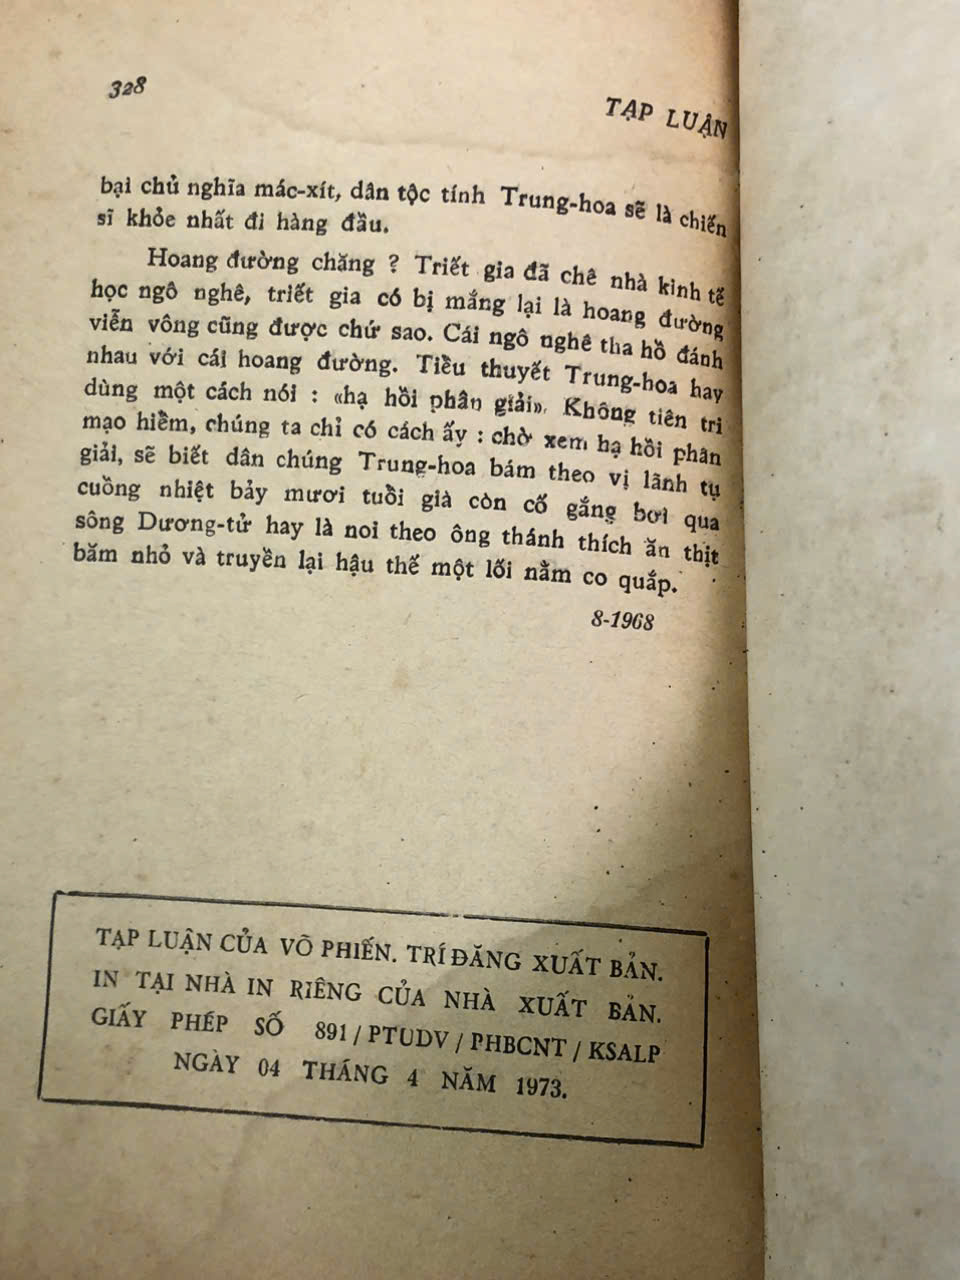 328
TẠP LUẬN
bại chủ nghĩa mác-xít, dân tộc tính Trung-hoa sẽ là chiến
sĩ khỏe nhất đi hàng đầu.
Hoang đường chăng ? Triết gia đã chê nhà kinh tế
học ngô nghê, triết gia có bị mắng lại là hoang đường
viễn vông cũng được chứ sao. Cái ngô nghê tha hồ đánh
nhau với cái hoang đường. Tiều thuyết Trung-hoa hay
dùng một cách nói : «hạ hồi phân giải». Không tiên tri
mạo hiềm, chúng ta chỉ có cách ấy : chờ xem hạ hồi phân
giải, sẽ biết dân chúng Trung-hoa bám theo vị lãnh tụ
cuồng nhiệt bảy mươi tuổi già còn cố gắng bơi qua
sông Dương-tử hay là noi theo ông thánh thích ăn thịt
băm nhỏ và truyền lại hậu thế một lối nằm co quắp.
8-1968
TẠP LUẬN CỦA VÕ PHIẾN. TRÍ ĐĂNG XUẤT BẢN.
IN TẠI NHÀ IN RIÊNG CỦA NHÀ XUẤT BẢN.
GIẤY PHÉP SỐ 891 / PTUDV / PHBCNT / KSALP
NGÀY 04 THÁNG 4 NĂM 1973.